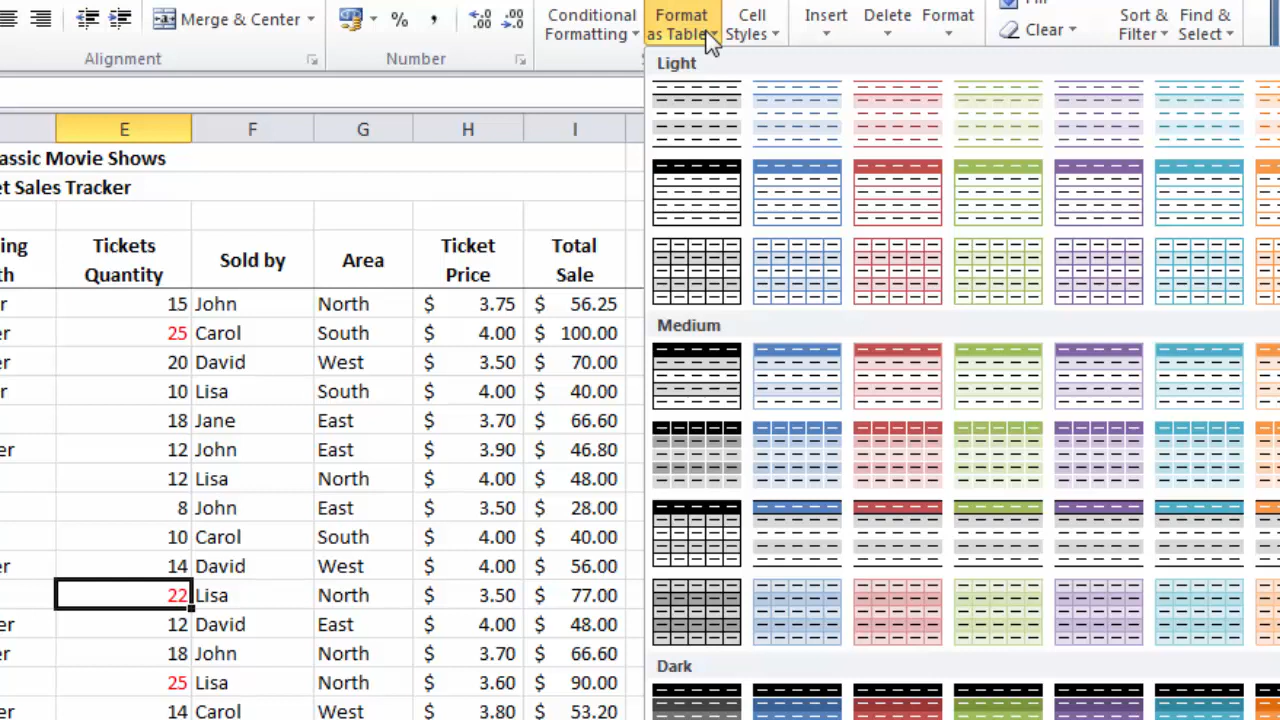 Merge & Center
%
,
.00
.00
Conditional
Formatting
Format
as Table
Cell
Styles
Insert
Delete
Format
Clear
Sort &
Filter
Find &
Select
Alignment
Number
Light
E F G H I
assic Movie Shows
et Sales Tracker
ing Tickets Sold by Area Ticket Total
th Quantity Price Sale
r 15 John North $ 3.75 $ 56.25
er 25 Carol South $ 4.00 $ 100.00
er 20 David West $ 3.50 $ 70.00
r 10 Lisa South $ 4.00 $ 40.00
18 Jane East $ 3.70 $ 66.60
er 12 John East $ 3.90 $ 46.80
12 Lisa North $ 4.00 $ 48.00
8 John East $ 3.50 $ 28.00
10 Carol South $ 4.00 $ 40.00
er 14 David West $ 4.00 $ 56.00
22 Lisa North $ 3.50 $ 77.00
er 12 David East $ 4.00 $ 48.00
er 18 John North $ 3.70 $ 66.60
25 Lisa North $ 3.60 $ 90.00
er 14 Carol West $ 3.80 $ 53.20
Medium
Dark